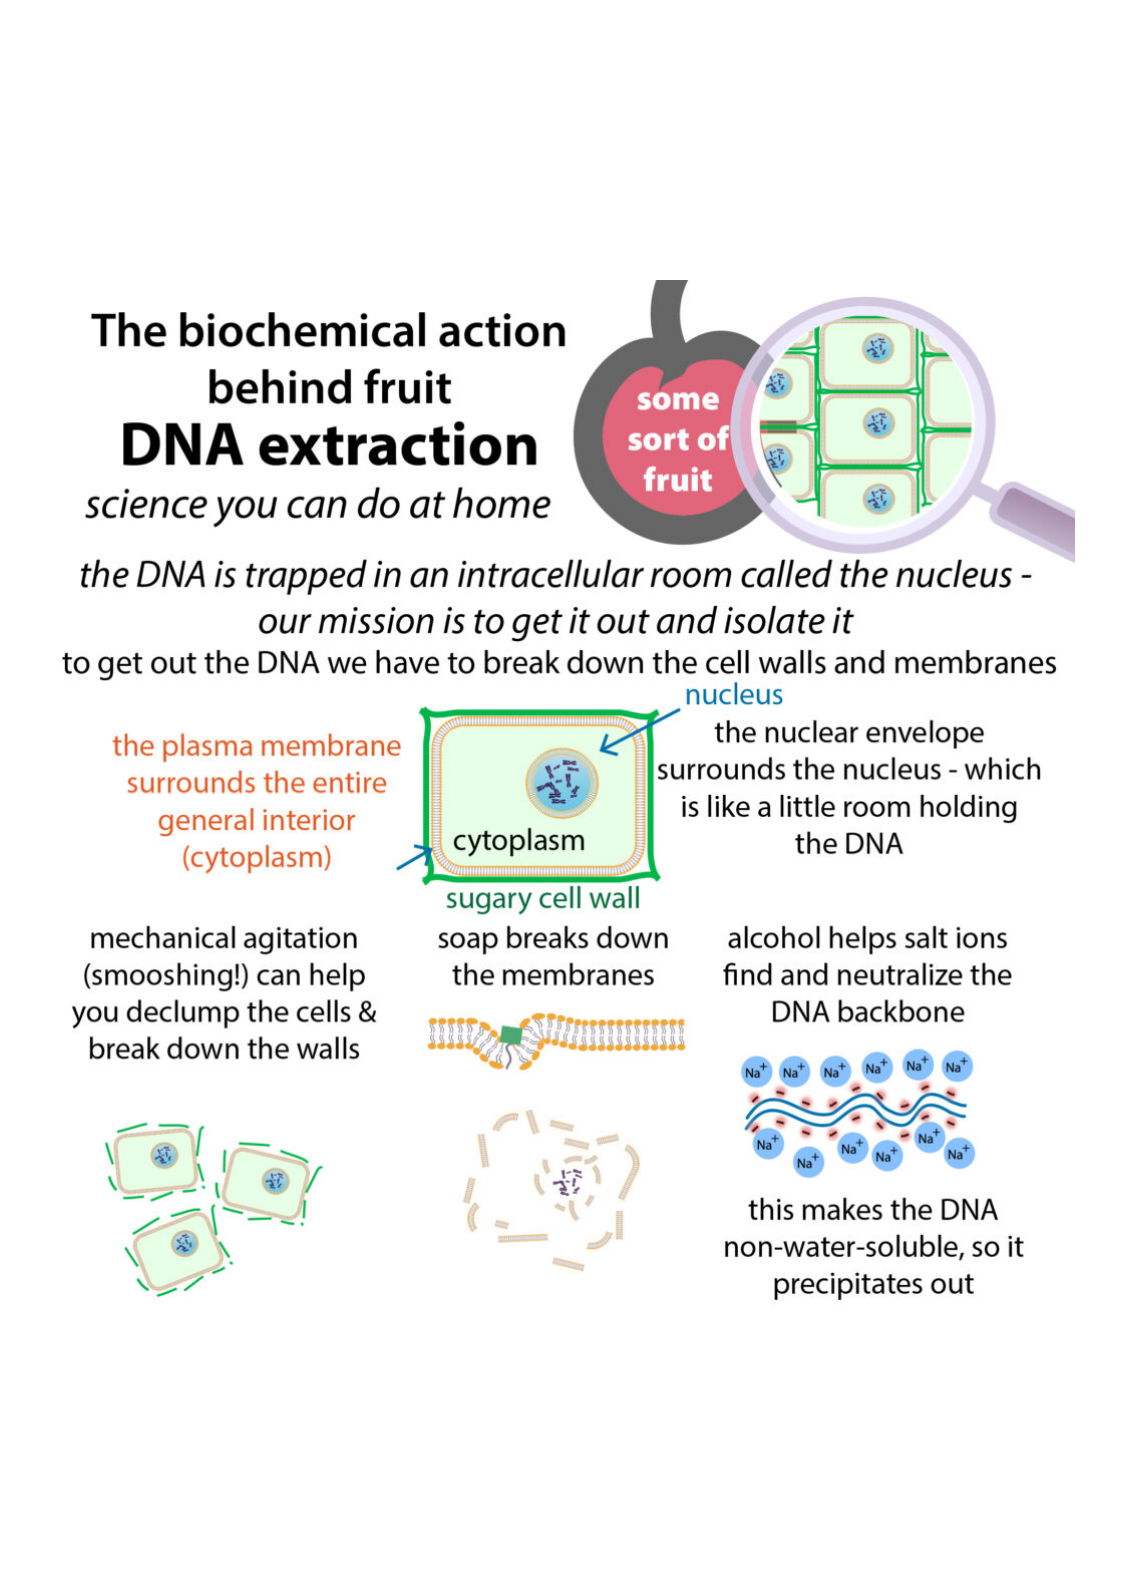 The biochemical action
behind fruit
DNA extraction
science you can do at home
some
sort of
fruit
the DNA is trapped in an intracellular room called the nucleus -
our mission is to get it out and isolate it
to get out the DNA we have to break down the cell walls and membranes
nucleus
the plasma membrane
surrounds the entire
general interior
(cytoplasm)
cytoplasm
the nuclear envelope
surrounds the nucleus - which
is like a little room holding
the DNA
sugary cell wall
mechanical agitation
(smooshing!) can help
you declump the cells &
break down the walls
soap breaks down
the membranes
alcohol helps salt ions
find and neutralize the
DNA backbone
Na+ Na+ Na+ Na+ Na+ Na+
- - - - - -
- - - - - -
Na+ Na+ Na+ Na+ Na+ Na+
this makes the DNA
non-water-soluble, so it
precipitates out